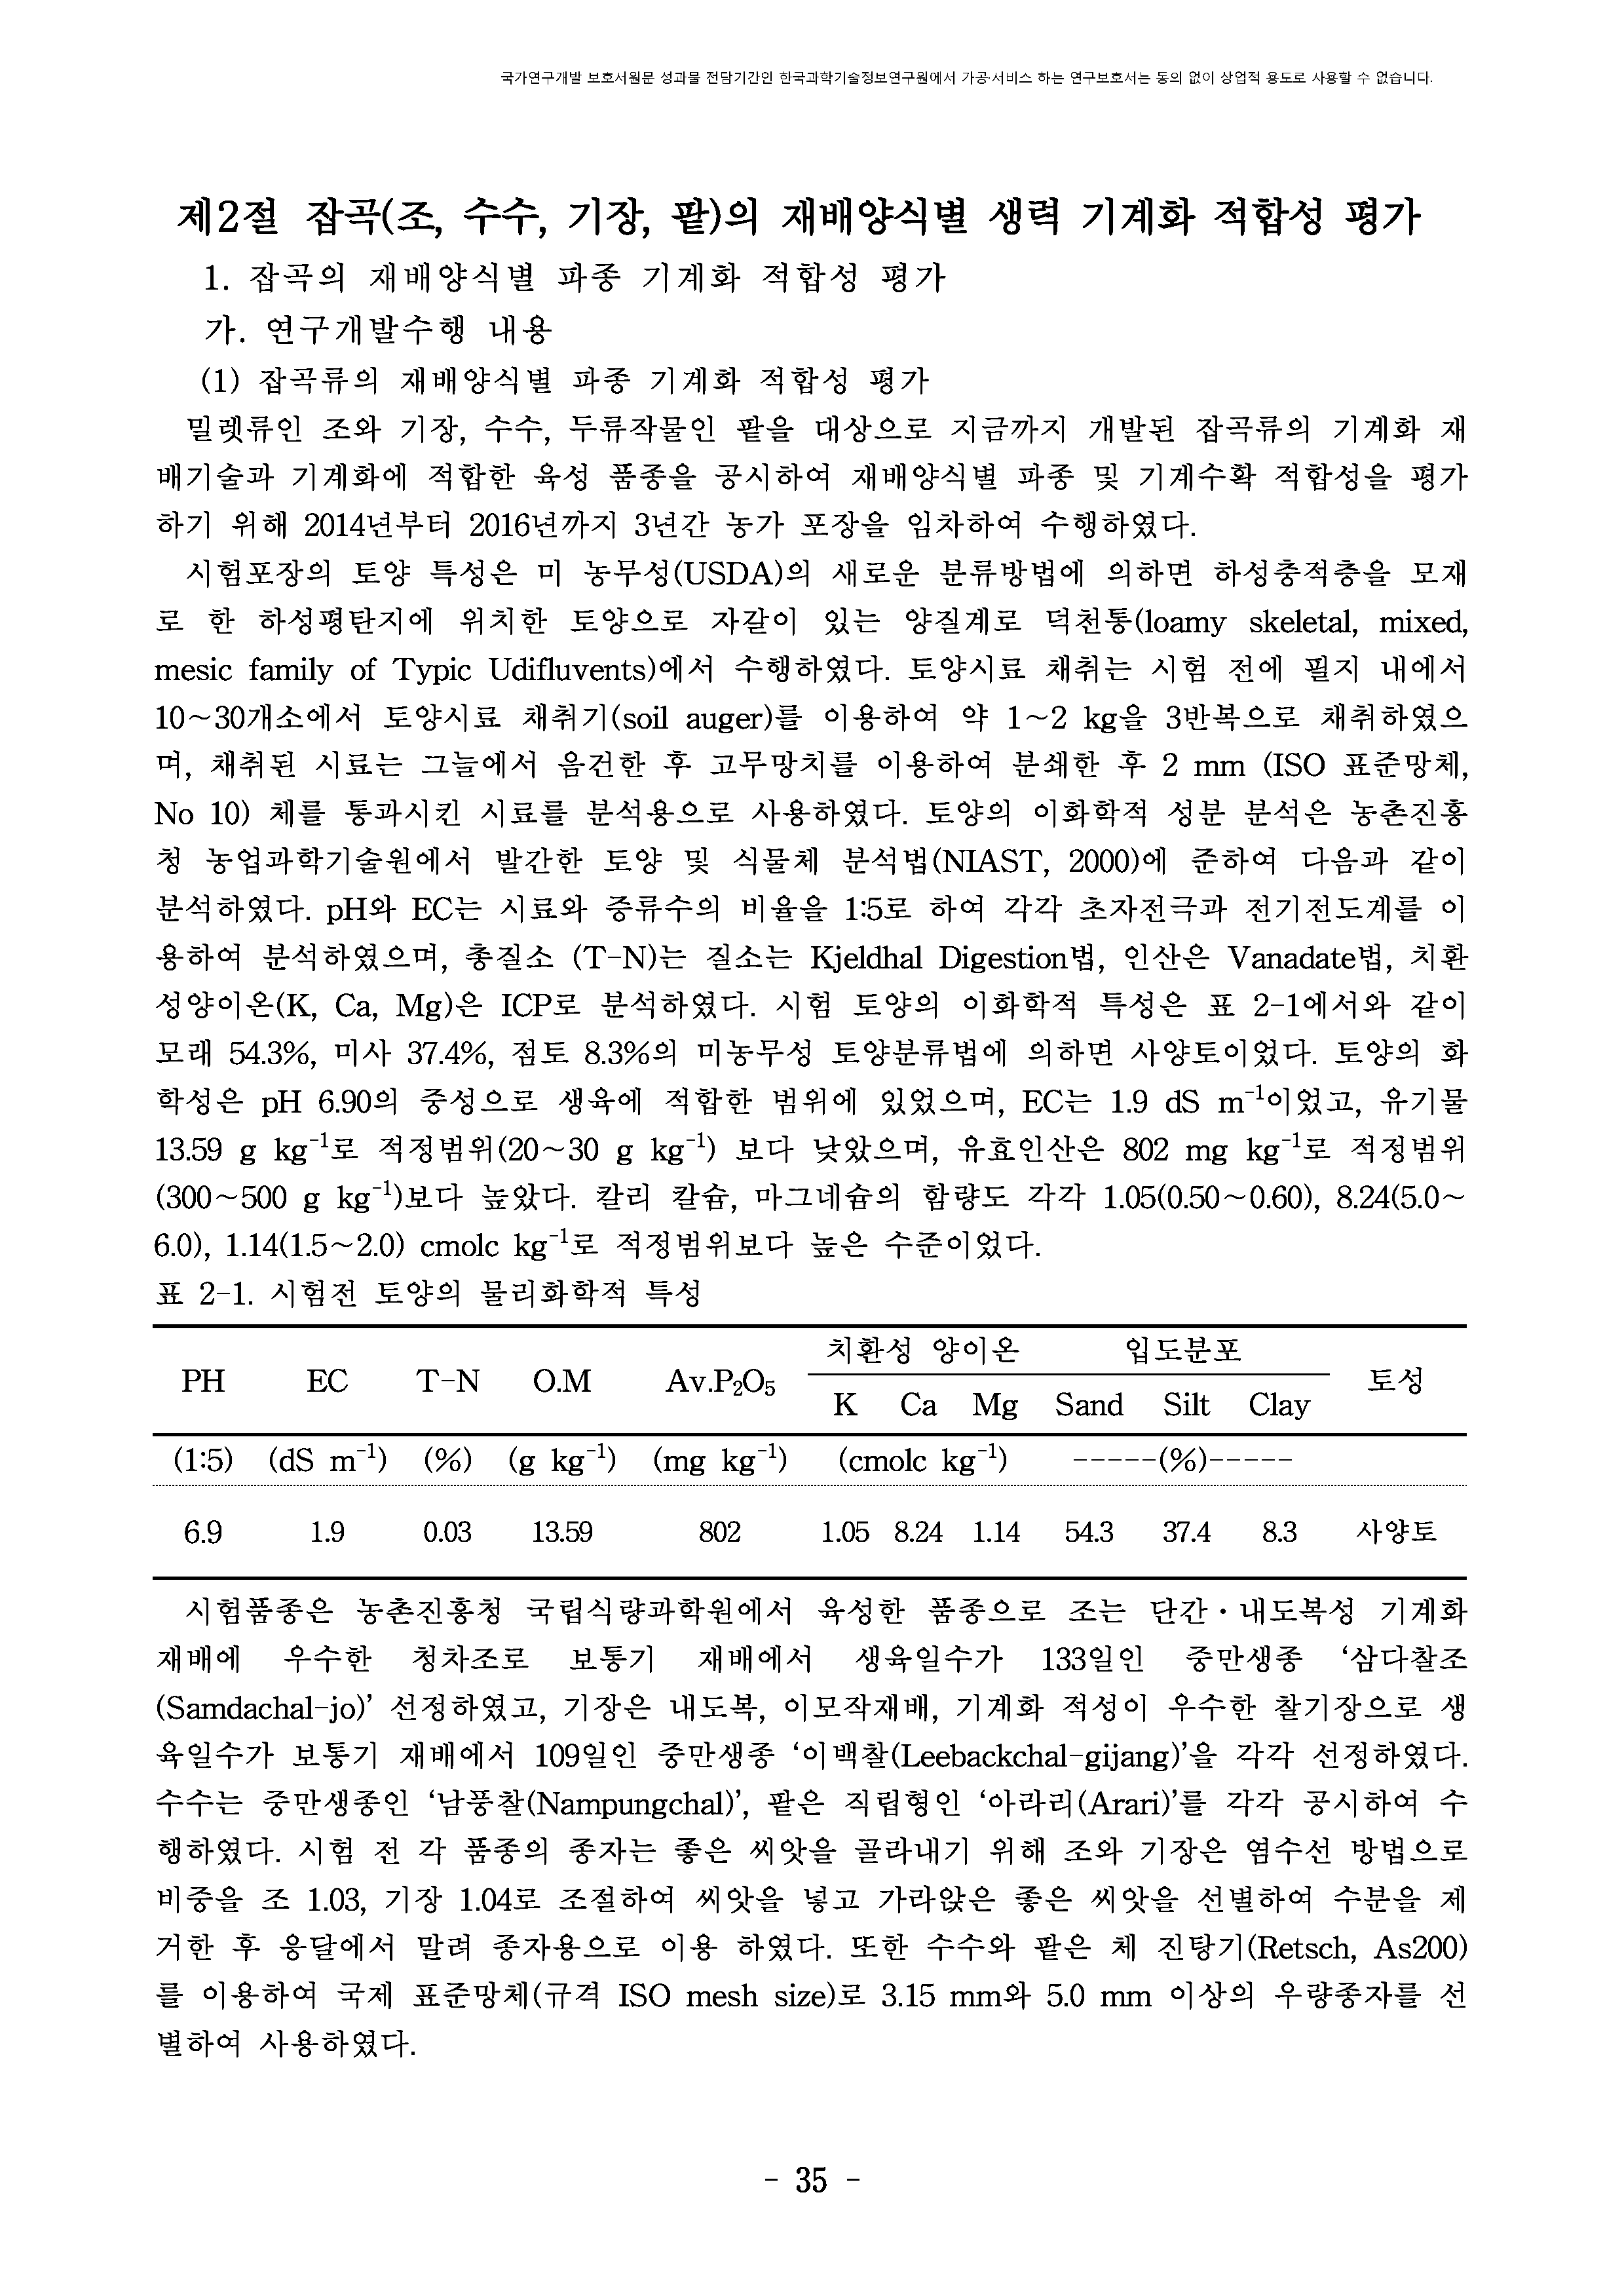 국가연구개발 보호서원문 성과물 전담기간인 한국과학기술정보연구원에서 가공·서비스 하는 연구보호서는 동의 없이 상업적 용도로 사용할 수 없습니다.
제2절 잡곡(조, 수수, 기장, 팥)의 재배양식별 생력 기계화 적합성 평가
1. 잡곡의 재배양식별 파종 기계화 적합성 평가
가. 연구개발수행 내용
(1) 잡곡류의 재배양식별 파종 기계화 적합성 평가
밀렛류인 조와 기장, 수수, 두류작물인 팥을 대상으로 지금까지 개발된 잡곡류의 기계화 재
배기술과 기계화에 적합한 육성 품종을 공시하여 재배양식별 파종 및 기계수확 적합성을 평가
하기 위해 2014년부터 2016년까지 3년간 농가 포장을 임차하여 수행하였다.
시험포장의 토양 특성은 미 농무성(USDA)의 새로운 분류방법에 의하면 하성충적층을 모재
로 한 하성평탄지에 위치한 토양으로 자갈이 있는 양질계로 덕천통(loamy skeletal, mixed,
mesic family of Typic Udifluvents)에서 수행하였다. 토양시료 채취는 시험 전에 필지 내에서
10~30개소에서 토양시료 채취기(soil auger)를 이용하여 약 1~2 kg을 3반복으로 채취하였으
며, 채취된 시료는 그늘에서 음건한 후 고무망치를 이용하여 분쇄한 후 2 mm (ISO 표준망체,
No 10) 체를 통과시킨 시료를 분석용으로 사용하였다. 토양의 이화학적 성분 분석은 농촌진흥
청 농업과학기술원에서 발간한 토양 및 식물체 분석법(NIAST, 2000)에 준하여 다음과 같이
분석하였다. pH와 EC는 시료와 증류수의 비율을 1:5로 하여 각각 초자전극과 전기전도계를 이
용하여 분석하였으며, 총질소 (T-N)는 질소는 Kjeldhal Digestion법, 인산은 Vanadate법, 치환
성양이온(K, Ca, Mg)은 ICP로 분석하였다. 시험 토양의 이화학적 특성은 표 2-1에서와 같이
모래 54.3%, 미사 37.4%, 점토 8.3%의 미농무성 토양분류법에 의하면 사양토이었다. 토양의 화
학성은 pH 6.90의 중성으로 생육에 적합한 범위에 있었으며, EC는 1.9 dS m⁻¹이었고, 유기물
13.59 g kg⁻¹로 적정범위(20~30 g kg⁻¹) 보다 낮았으며, 유효인산은 802 mg kg⁻¹로 적정범위
(300~500 g kg⁻¹)보다 높았다. 칼리 칼슘, 마그네슘의 함량도 각각 1.05(0.50~0.60), 8.24(5.0~
6.0), 1.14(1.5~2.0) cmolc kg⁻¹로 적정범위보다 높은 수준이었다.
표 2-1. 시험전 토양의 물리화학적 특성
PH EC T-N O.M Av.P₂O₅ 치환성 양이온 입도분포 토성
K Ca Mg Sand Silt Clay
(1:5) (dS m⁻¹) (%) (g kg⁻¹) (mg kg⁻¹) (cmolc kg⁻¹) -----(%)-----
6.9 1.9 0.03 13.59 802 1.05 8.24 1.14 54.3 37.4 8.3 사양토
시험품종은 농촌진흥청 국립식량과학원에서 육성한 품종으로 조는 단간·내도복성 기계화
재배에 우수한 청차조로 보통기 재배에서 생육일수가 133일인 중만생종 ‘삼다찰조
(Samdachal-jo)’ 선정하였고, 기장은 내도복, 이모작재배, 기계화 적성이 우수한 찰기장으로 생
육일수가 보통기 재배에서 109일인 중만생종 ‘이백찰(Leebackchal-gijang)’을 각각 선정하였다.
수수는 중만생종인 ‘남풍찰(Nampungchal)’, 팥은 직립형인 ‘아라리(Arari)’를 각각 공시하여 수
행하였다. 시험 전 각 품종의 종자는 좋은 씨앗을 골라내기 위해 조와 기장은 염수선 방법으로
비중을 조 1.03, 기장 1.04로 조절하여 씨앗을 넣고 가라앉은 좋은 씨앗을 선별하여 수분을 제
거한 후 응달에서 말려 종자용으로 이용 하였다. 또한 수수와 팥은 체 진탕기(Retsch, As200)
를 이용하여 국제 표준망체(규격 ISO mesh size)로 3.15 mm와 5.0 mm 이상의 우량종자를 선
별하여 사용하였다.
- 35 -